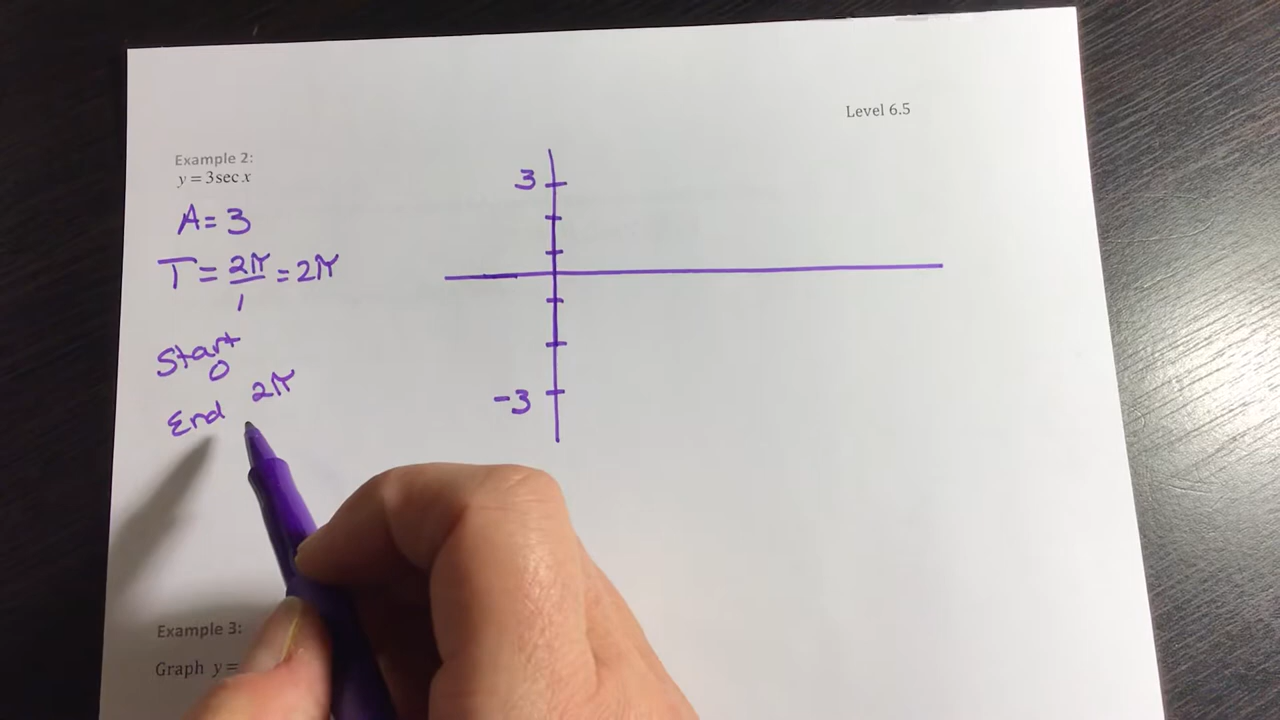 Level 6.5
Example 2:
y = 3 sec x
A = 3
T = 2π/1 = 2π
Start
0
End 2π
3
-3
Example 3:
Graph y =